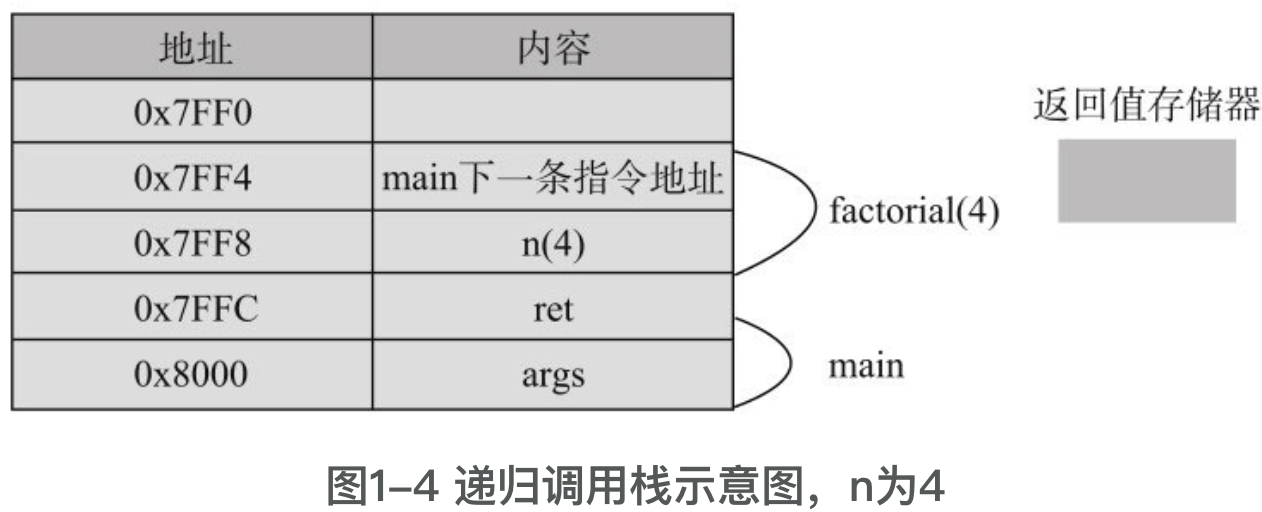 地址 内容
0x7FF0
返回值存储器
0x7FF4 main下一条指令地址
factorial(4)
0x7FF8 n(4)
0x7FFC ret
main
0x8000 args
图1–4 递归调用栈示意图，n为4